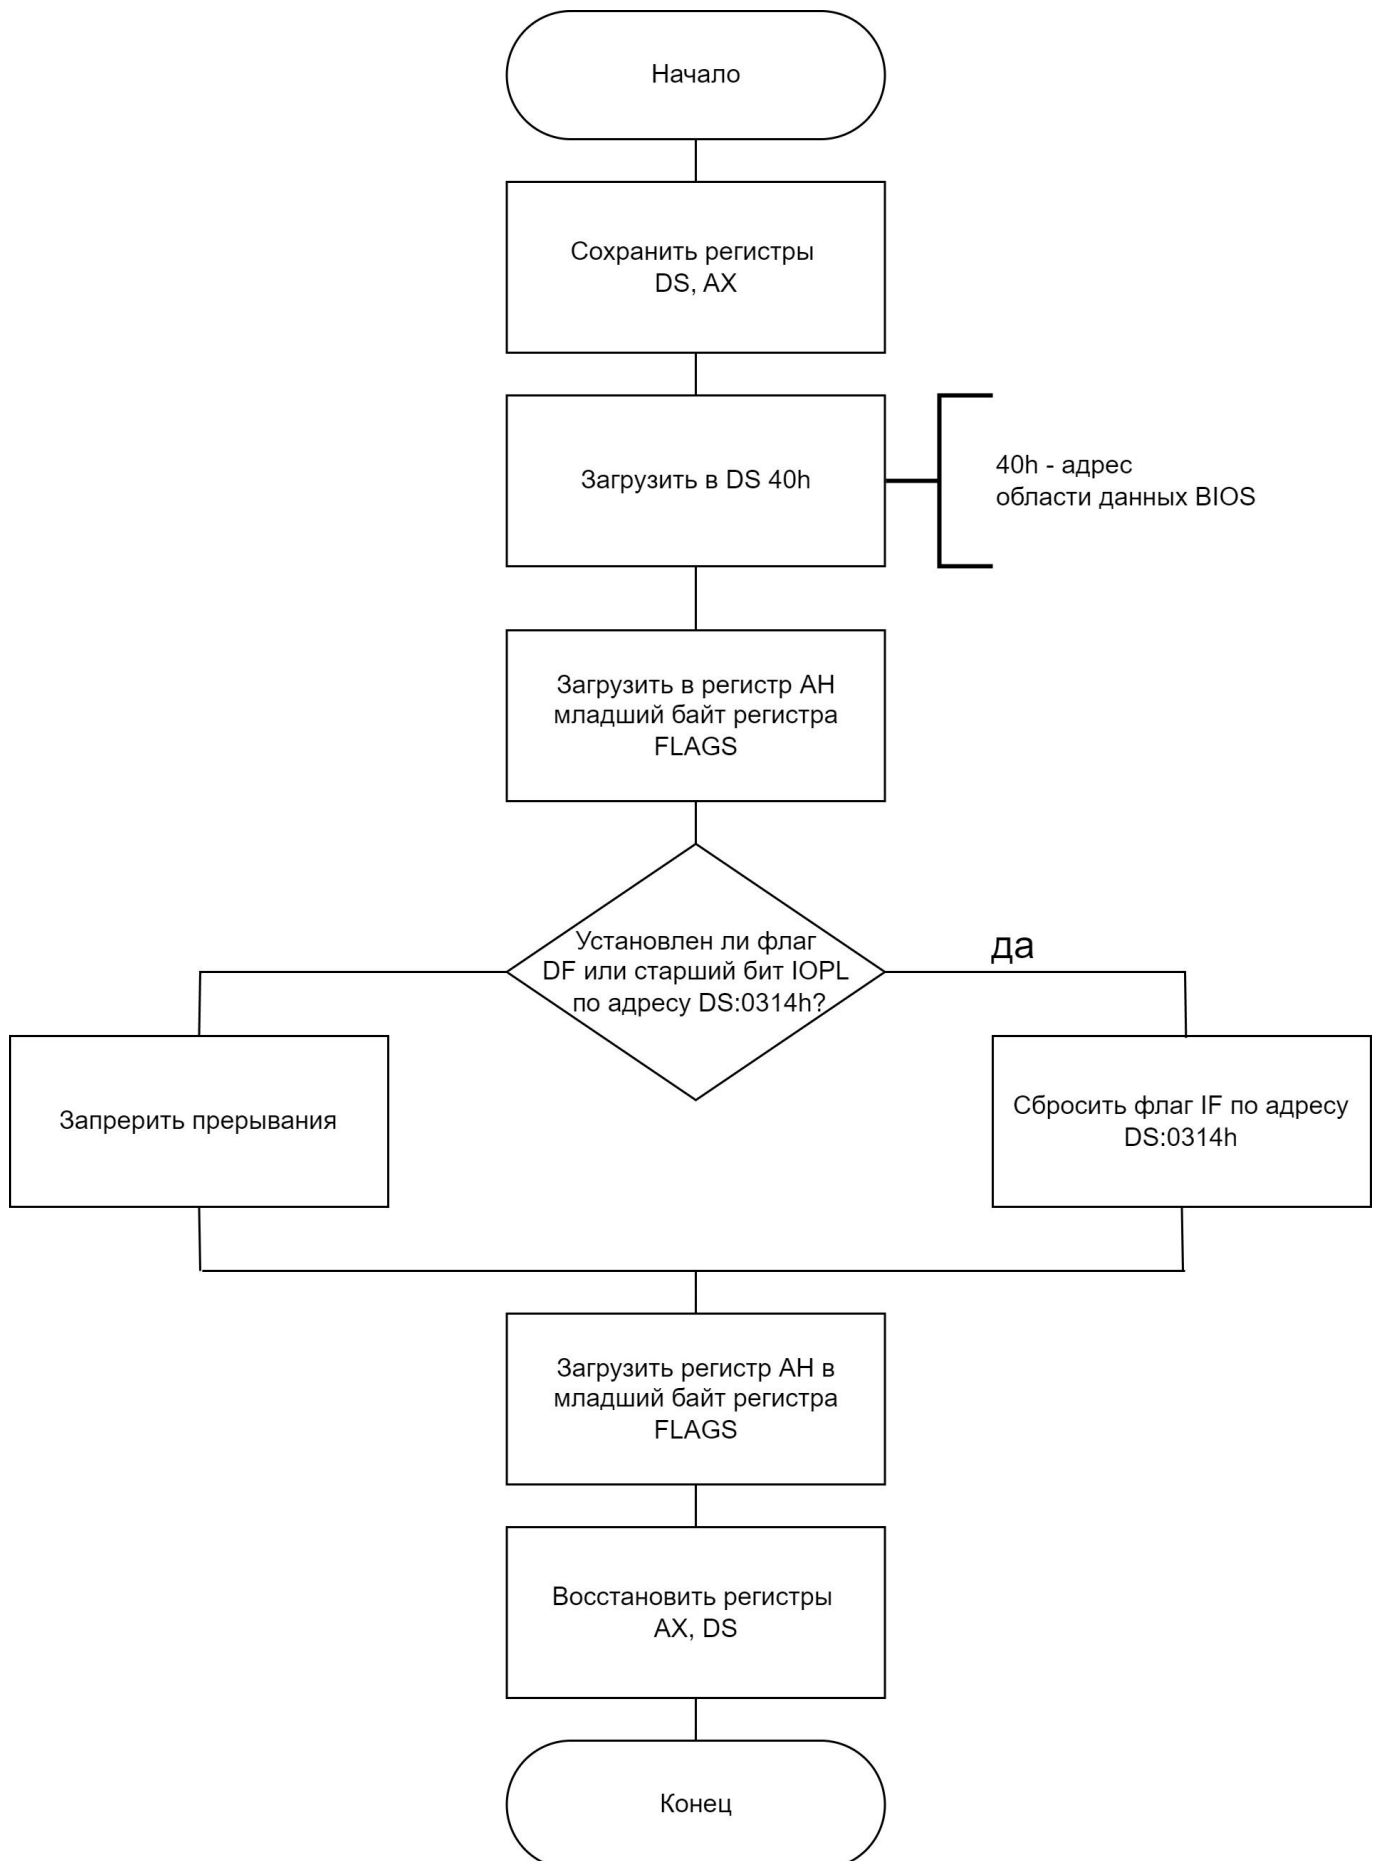 Начало
Сохранить регистры
DS, AX
Загрузить в DS 40h
40h - адрес
области данных BIOS
Загрузить в регистр AH
младший байт регистра
FLAGS
Установлен ли флаг
DF или старший бит IOPL
по адресу DS:0314h?
да
Запрерить прерывания
Сбросить флаг IF по адресу
DS:0314h
Загрузить регистр AH в
младший байт регистра
FLAGS
Восстановить регистры
AX, DS
Конец